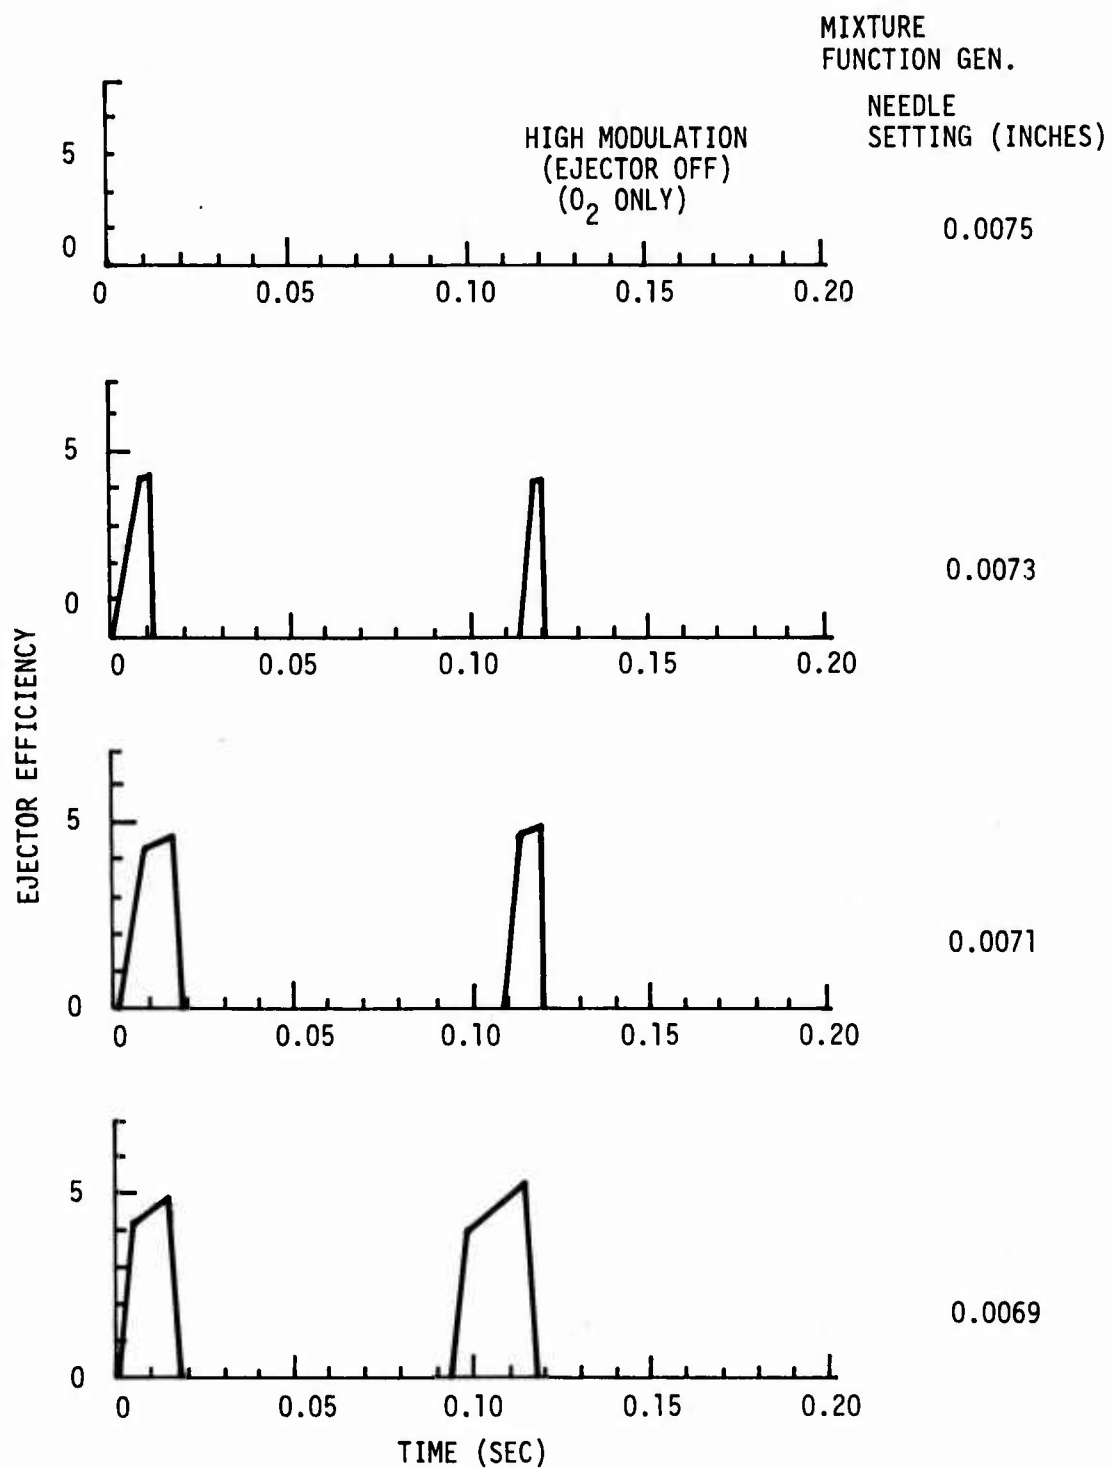 MIXTURE
FUNCTION GEN.
NEEDLE
SETTING (INCHES)
HIGH MODULATION
(EJECTOR OFF)
(O₂ ONLY)
5
0
0 0.05 0.10 0.15 0.20
0.0075
5
0
0 0.05 0.10 0.15 0.20
0.0073
EJECTOR EFFICIENCY
5
0
0 0.05 0.10 0.15 0.20
0.0071
5
0
0 0.05 0.10 0.15 0.20
0.0069
TIME (SEC)